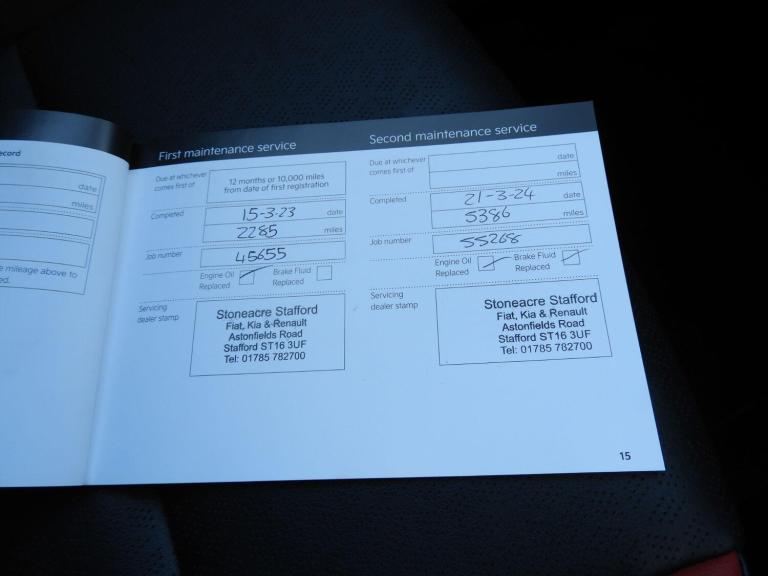 ecord
date
miles
e mileage above to
ed.
First maintenance service
Due at whichever
comes first of
12 months or 10,000 miles
from date of first registration
Completed
15-3-23 date
2285 miles
Job number
45655
Engine Oil
Replaced
Brake Fluid
Replaced
Servicing
dealer stamp
Stoneacre Stafford
Fiat, Kia & Renault
Astonfields Road
Stafford ST16 3UF
Tel: 01785 782700
Second maintenance service
Due at whichever
comes first of
date
miles
Completed
21-3-24 date
5386 miles
Job number
55268
Engine Oil
Replaced
Brake Fluid
Replaced
Servicing
dealer stamp
Stoneacre Stafford
Fiat, Kia & Renault
Astonfields Road
Stafford ST16 3UF
Tel: 01785 782700
15